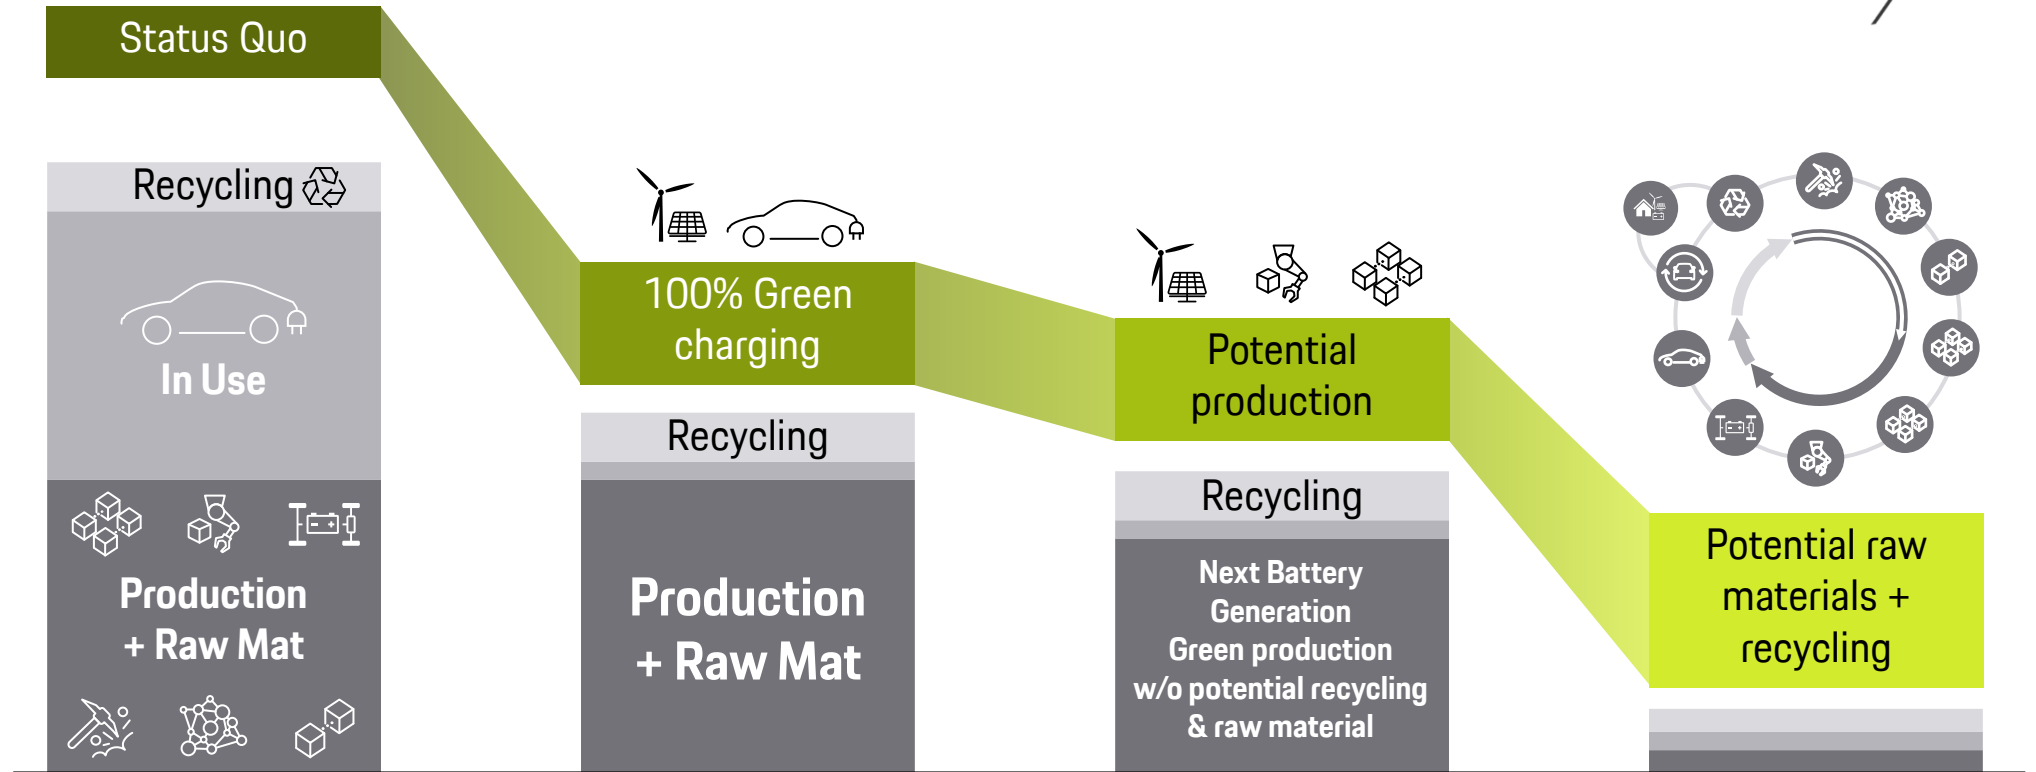 Status Quo
Recycling
In Use
Production
+ Raw Mat
100% Green
charging
Recycling
Production
+ Raw Mat
Potential
production
Recycling
Next Battery
Generation
Green production
w/o potential recycling
& raw material
Potential raw
materials +
recycling